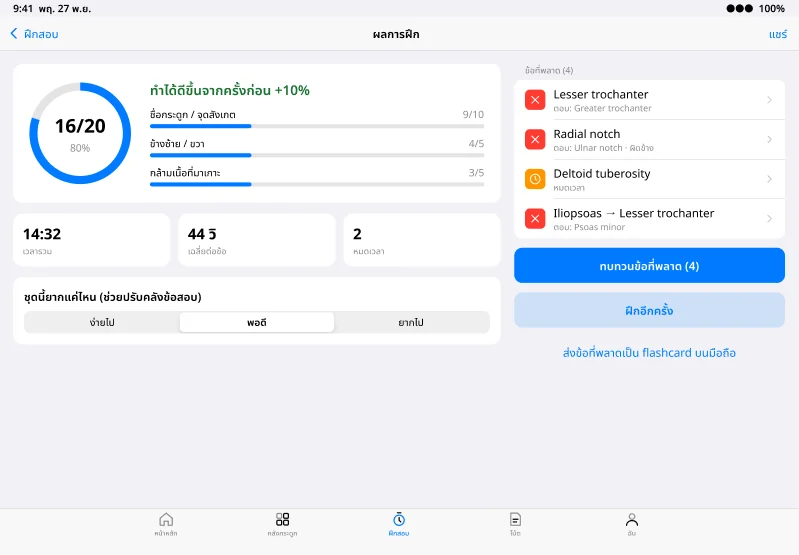 9:41 พฤ. 27 พ.ย.
100%
ฝึกสอบ
ผลการฝึก
แชร์
16/20
80%
ทำได้ดีขึ้นจากครั้งก่อน +10%
ชื่อกระดูก / จุดสังเกต 9/10
ข้างซ้าย / ขวา 4/5
กล้ามเนื้อที่มาเกาะ 3/5
14:32
เวลารวม
44 วิ
เฉลี่ยต่อข้อ
2
หมดเวลา
ชุดนี้ยากแค่ไหน (ช่วยปรับคลังข้อสอบ)
ง่ายไป พอดี ยากไป
ข้อที่พลาด (4)
Lesser trochanter
ตอบ: Greater trochanter
Radial notch
ตอบ: Ulnar notch · ผิดข้าง
Deltoid tuberosity
หมดเวลา
Iliopsoas → Lesser trochanter
ตอบ: Psoas minor
ทบทวนข้อที่พลาด (4)
ฝึกอีกครั้ง
ส่งข้อที่พลาดเป็น flashcard บนมือถือ
หน้าหลัก คลังกระดูก ฝึกสอบ โน้ต ฉัน